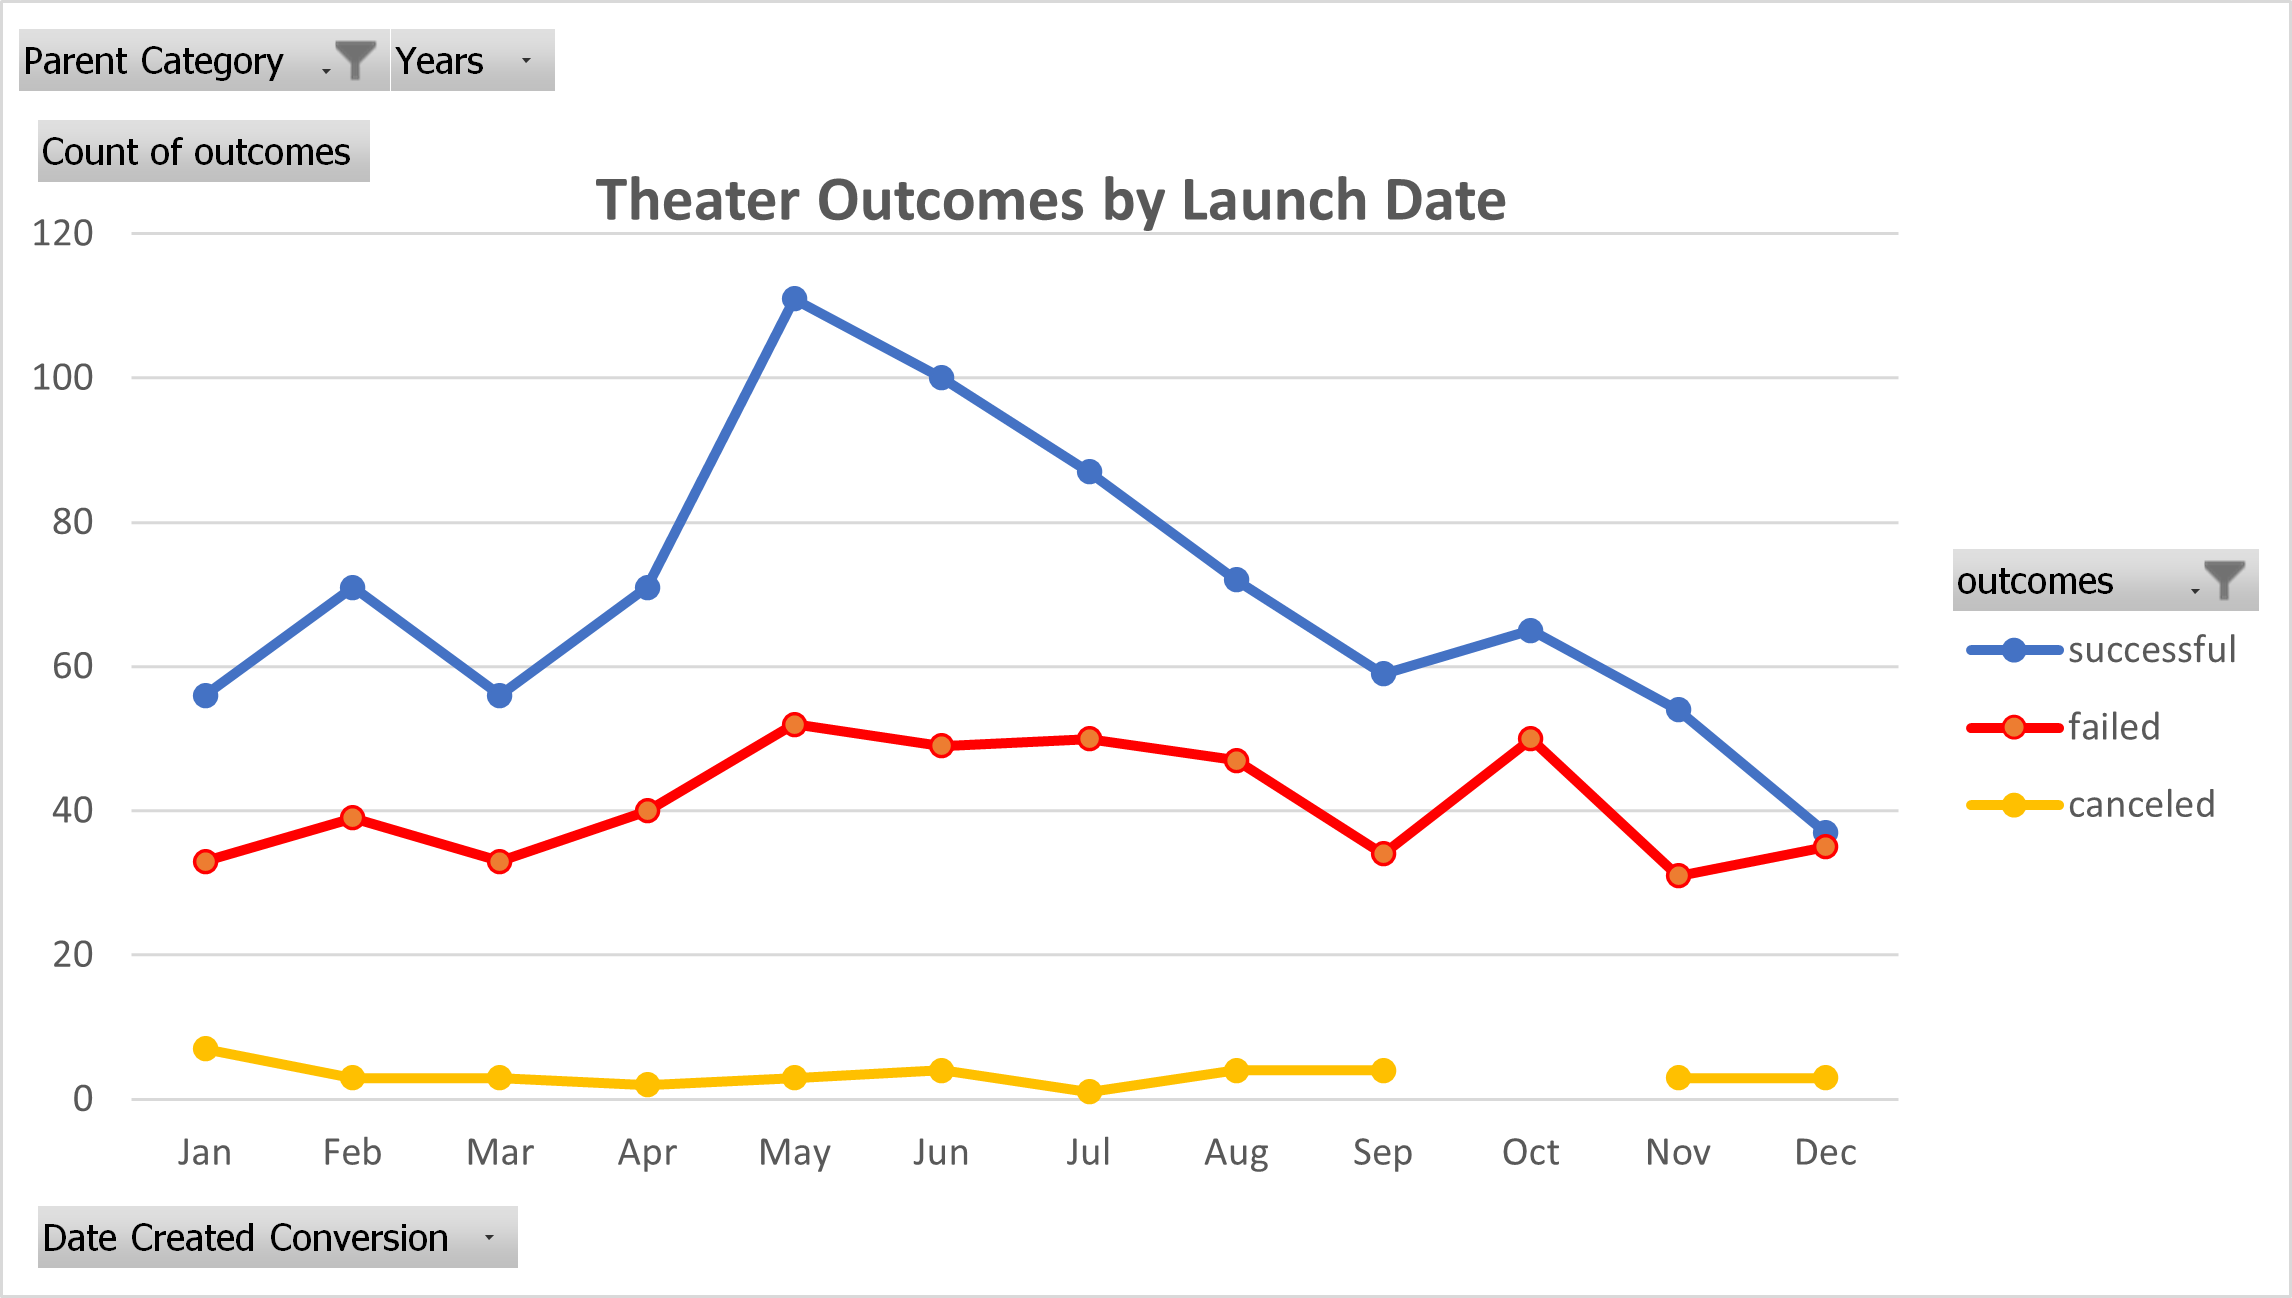 Parent Category Years
Count of outcomes
Theater Outcomes by Launch Date
120
100
80
60
40
20
0
Jan Feb Mar Apr May Jun Jul Aug Sep Oct Nov Dec
outcomes
successful
failed
canceled
Date Created Conversion